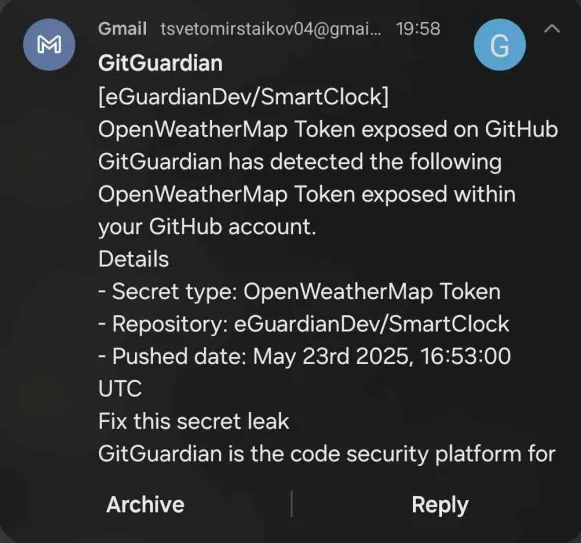 Gmail tsvetomirstaikov04@gmai... 19:58
G
GitGuardian
[eGuardianDev/SmartClock]
OpenWeatherMap Token exposed on GitHub
GitGuardian has detected the following
OpenWeatherMap Token exposed within
your GitHub account.
Details
- Secret type: OpenWeatherMap Token
- Repository: eGuardianDev/SmartClock
- Pushed date: May 23rd 2025, 16:53:00
UTC
Fix this secret leak
GitGuardian is the code security platform for
Archive | Reply